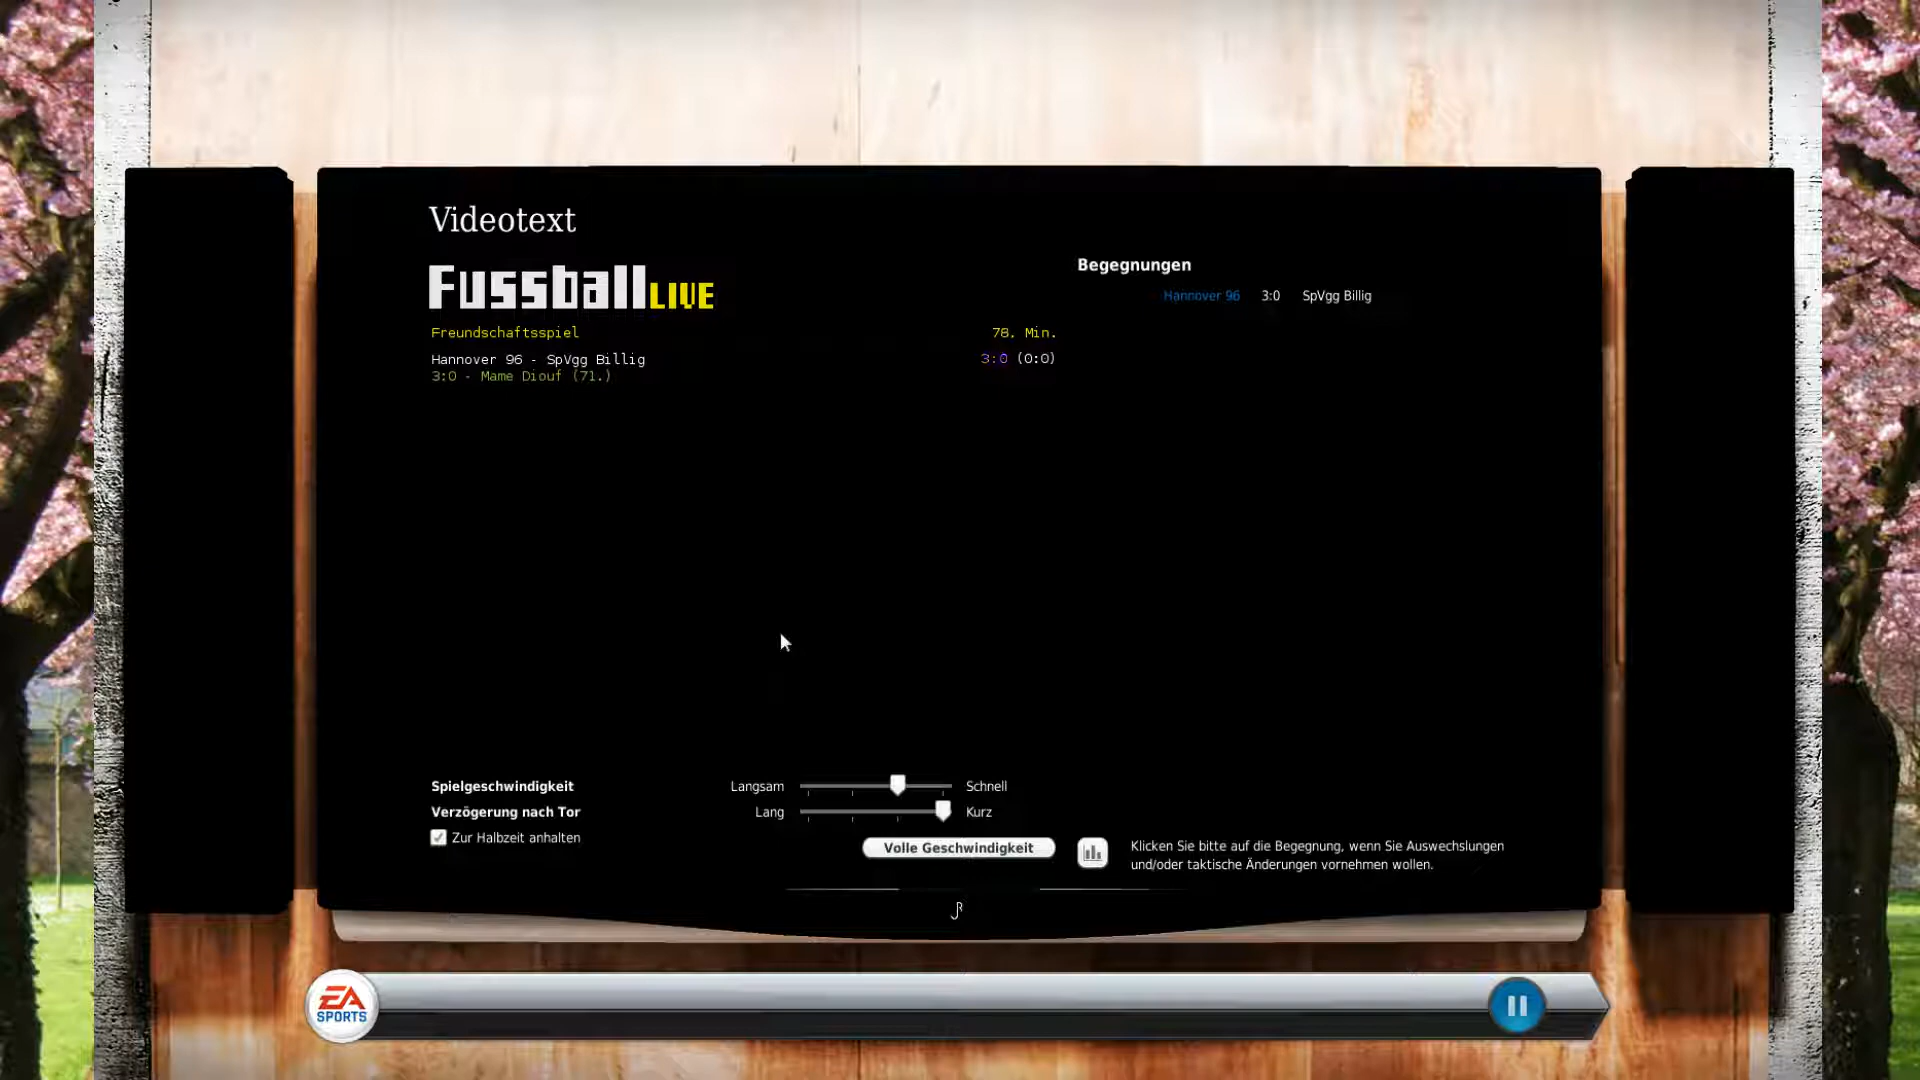 Videotext
Fussball LIVE
Freundschaftsspiel 78. Min.
Hannover 96 - SpVgg Billig 3:0 (0:0)
3:0 - Mame Diouf (71.)
Begegnungen
Hannover 96 3:0 SpVgg Billig
Spielgeschwindigkeit Langsam Schnell
Verzögerung nach Tor Lang Kurz
Zur Halbzeit anhalten
Volle Geschwindigkeit
Klicken Sie bitte auf die Begegnung, wenn Sie Auswechslungen
und/oder taktische Änderungen vornehmen wollen.
EA
SPORTS